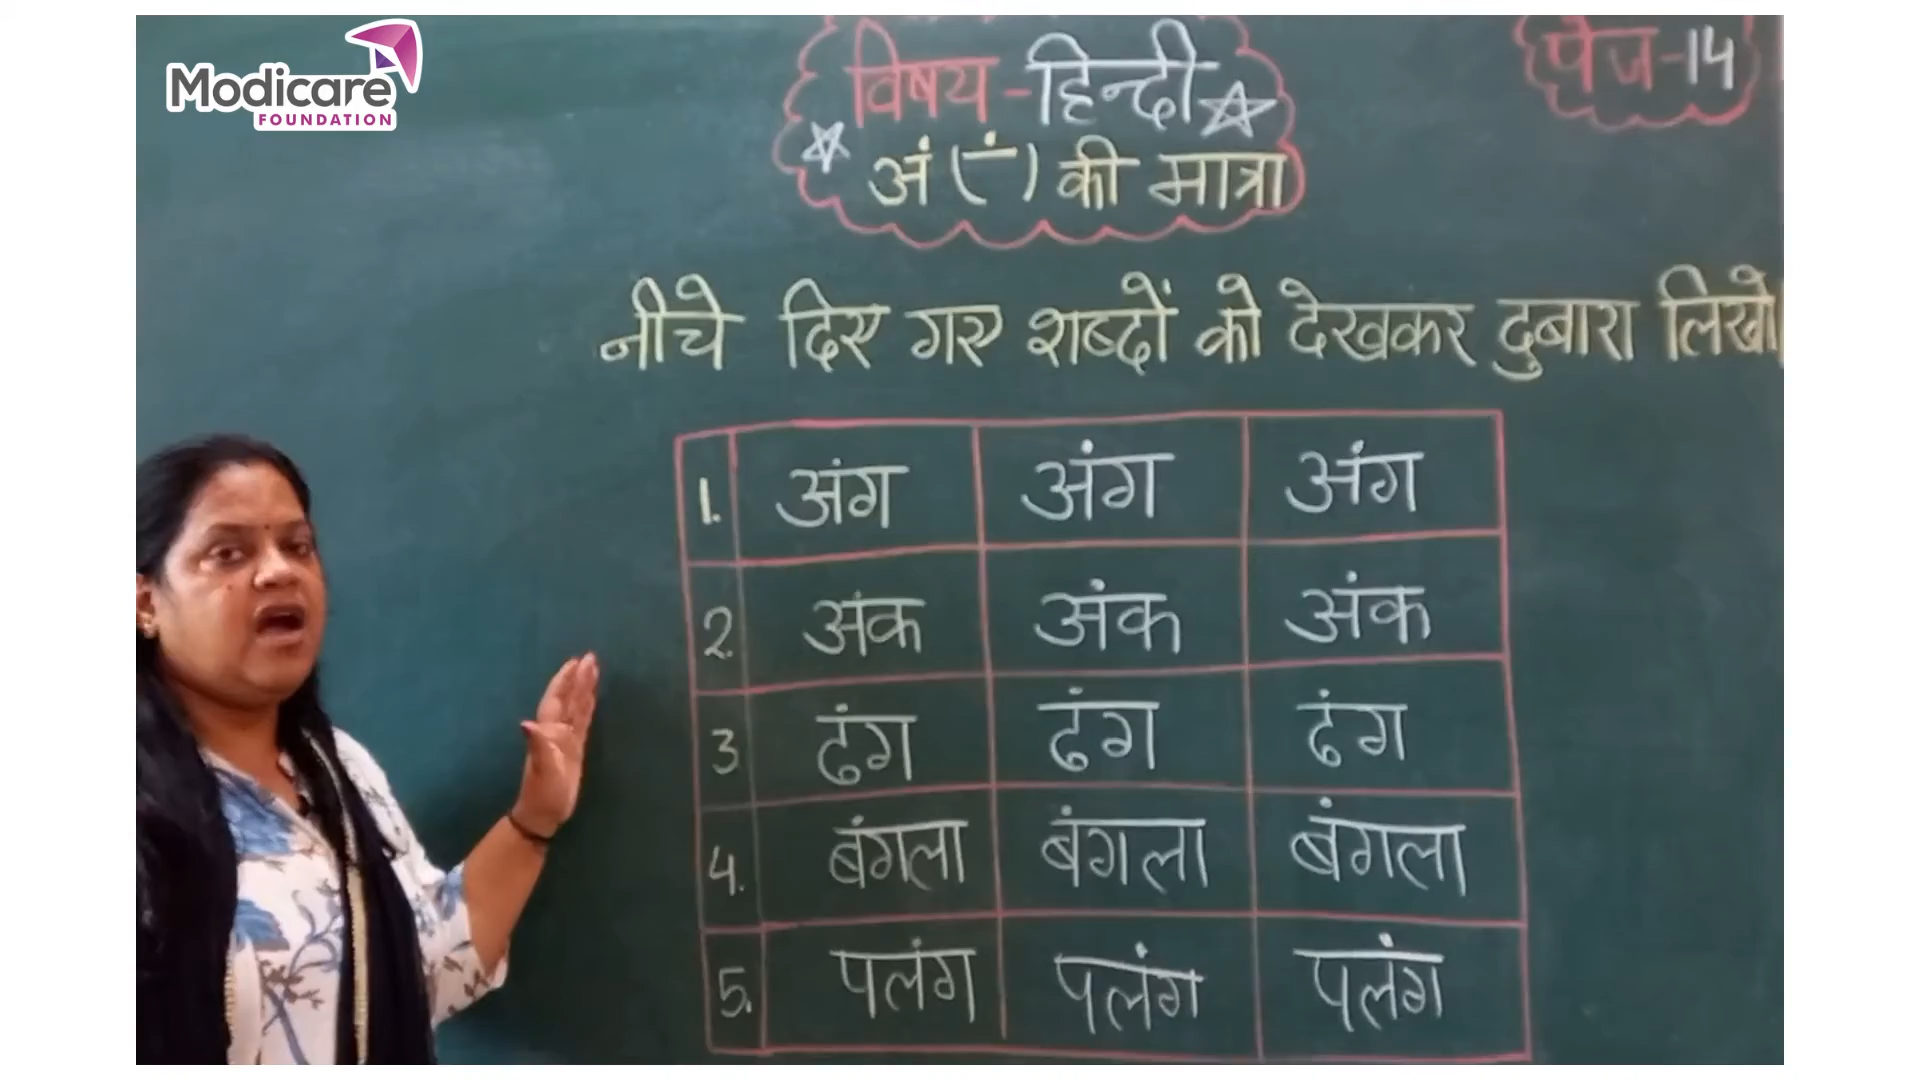 Modicare
FOUNDATION
विषय - हिन्दी
पेज-14
अं (ं) की मात्रा
नीचे दिए गए शब्दों को देखकर दुबारा लिखो।
1. अंग अंग अंग
2. अंक अंक अंक
3 ढंग ढंग ढंग
4. बंगला बंगला बंगला
5. पलंग पलंग पलंग